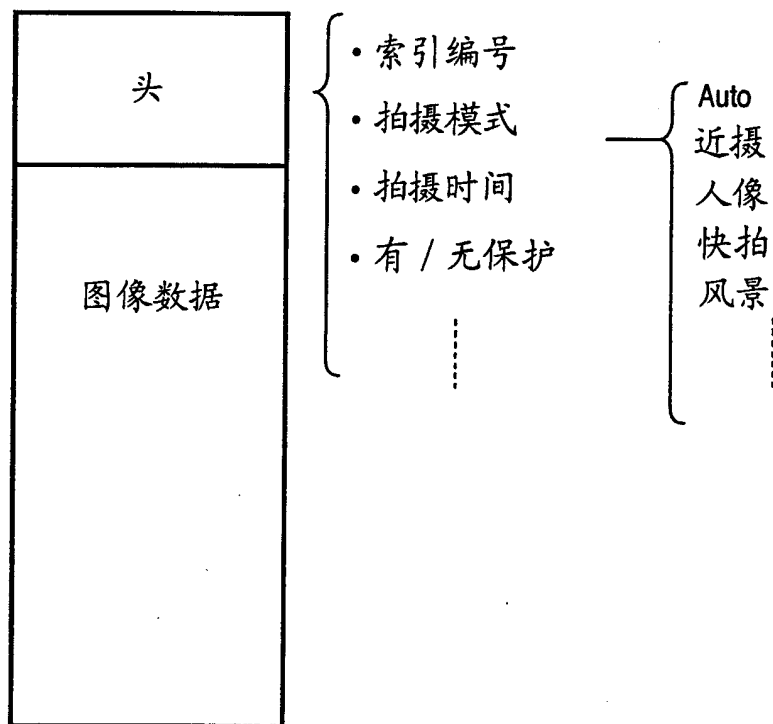 头
图像数据
・索引编号
・拍摄模式
・拍摄时间
・有 / 无保护
Auto
近摄
人像
快拍
风景